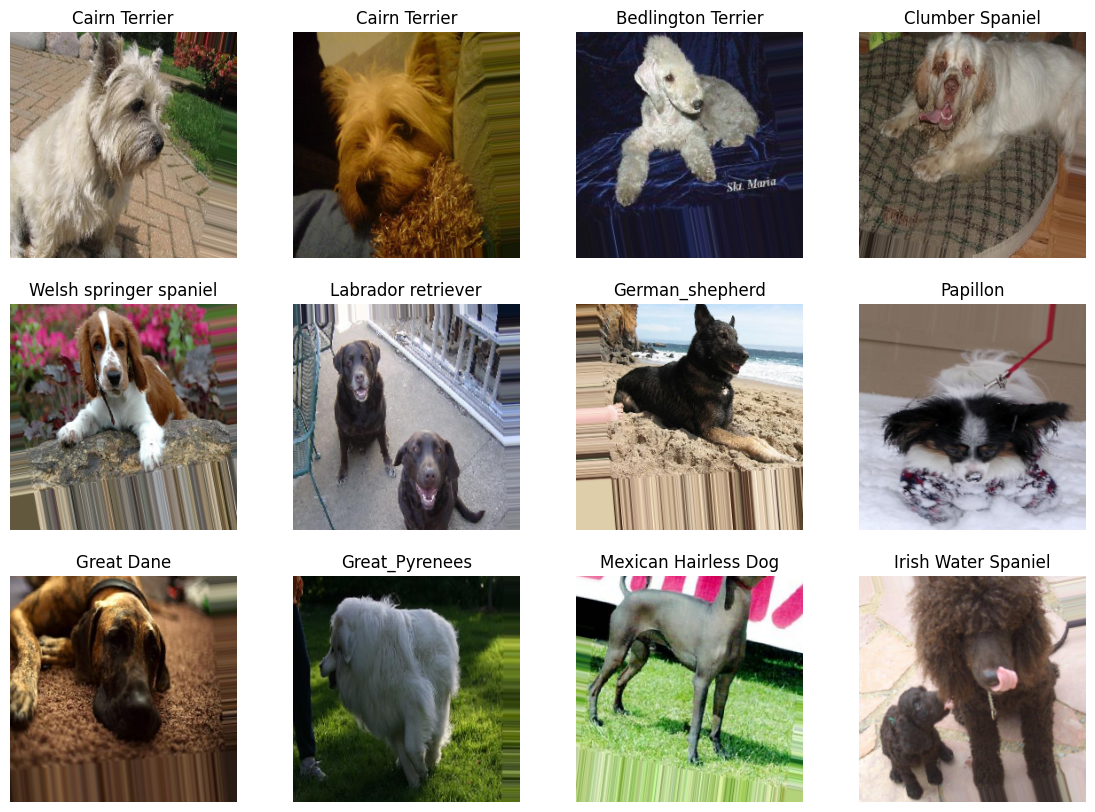 Cairn Terrier
Cairn Terrier
Bedlington Terrier
Clumber Spaniel
Skt. Maria
Welsh springer spaniel
Labrador retriever
German_shepherd
Papillon
Great Dane
Great_Pyrenees
Mexican Hairless Dog
Irish Water Spaniel